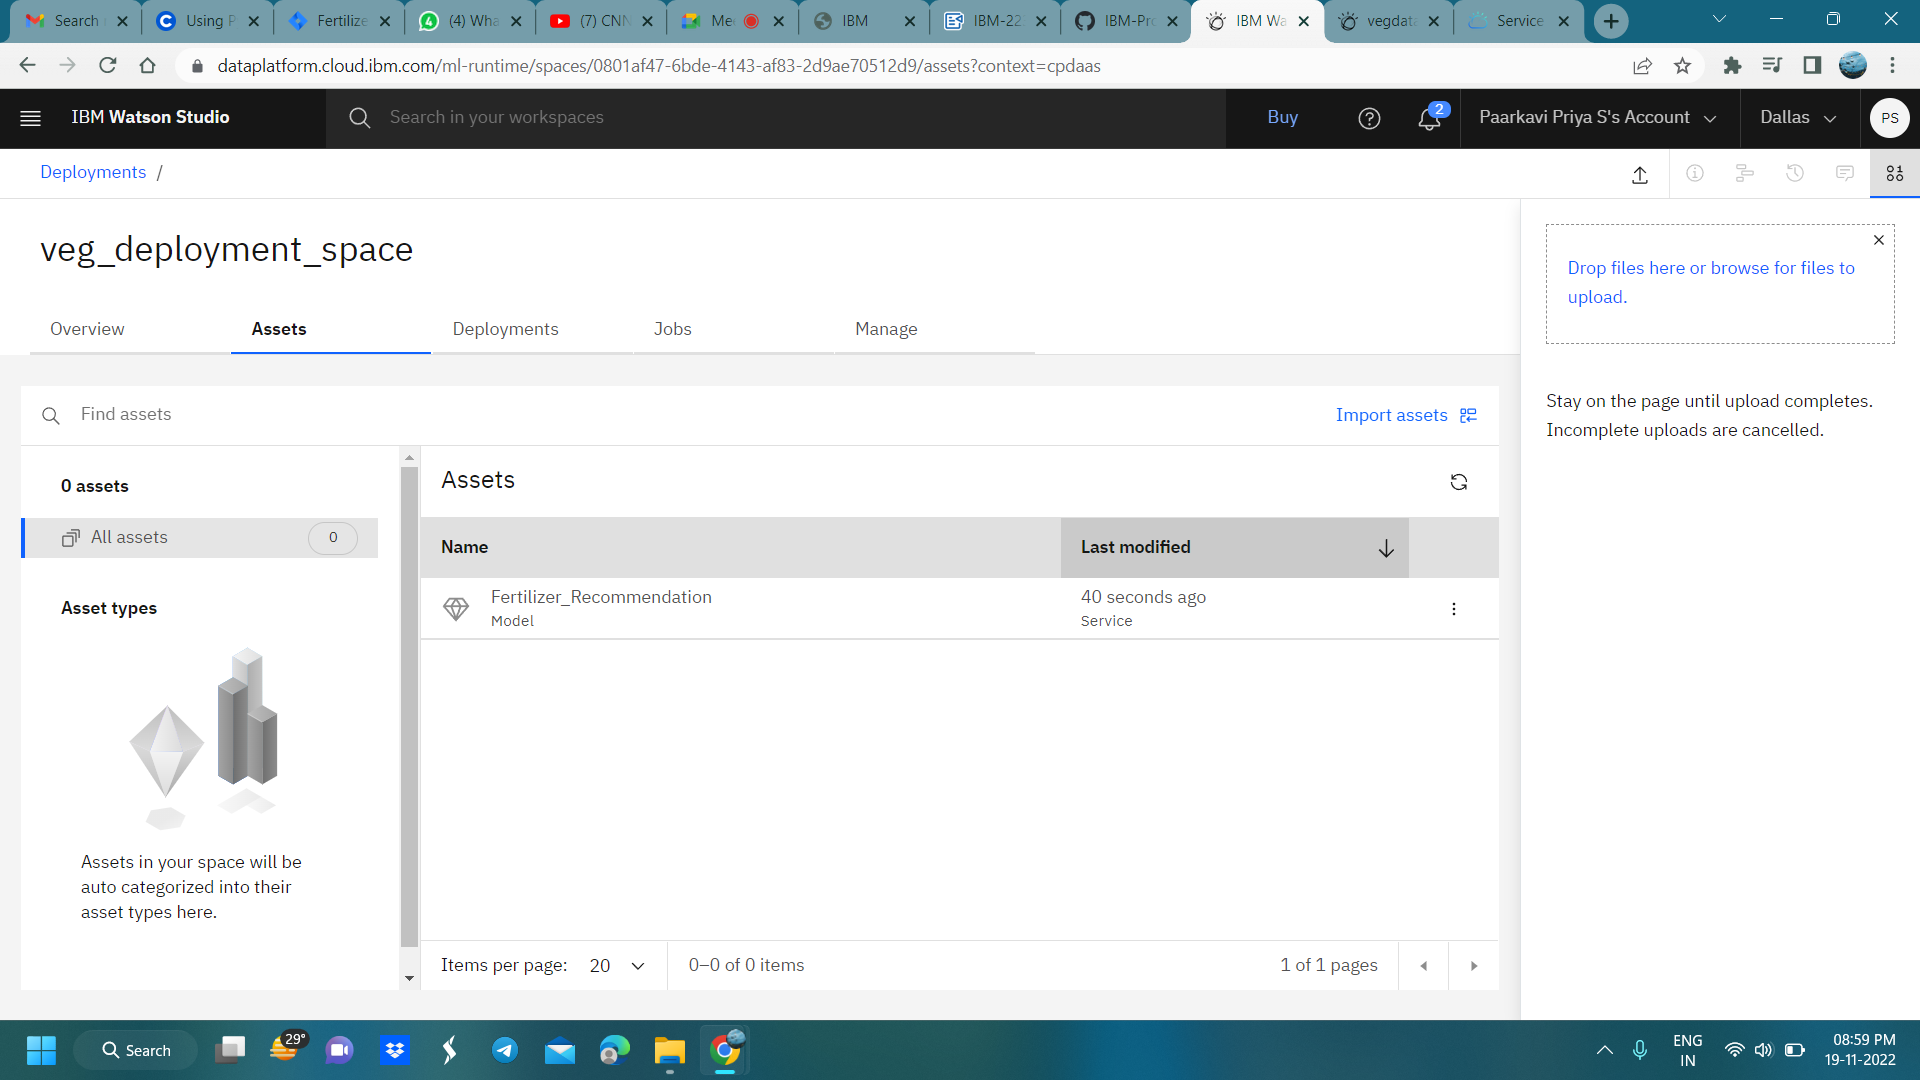 Search
Using P
Fertilize
(4) Wha
(7) CNN
Mee
IBM
IBM-22
IBM-Pro
IBM Wa
vegdata
Service
dataplatform.cloud.ibm.com/ml-runtime/spaces/0801af47-6bde-4143-af83-2d9ae70512d9/assets?context=cpdaas
IBM Watson Studio
Search in your workspaces
Buy
2
Paarkavi Priya S's Account
Dallas
PS
Deployments /
veg_deployment_space
Overview
Assets
Deployments
Jobs
Manage
Drop files here or browse for files to
upload.
Stay on the page until upload completes.
Incomplete uploads are cancelled.
Find assets
Import assets
0 assets
All assets
0
Asset types
Assets in your space will be
auto categorized into their
asset types here.
Assets
Name
Last modified
Fertilizer_Recommendation
40 seconds ago
Model
Service
Items per page: 20
0–0 of 0 items
1 of 1 pages
Search
29°
ENG
IN
08:59 PM
19-11-2022